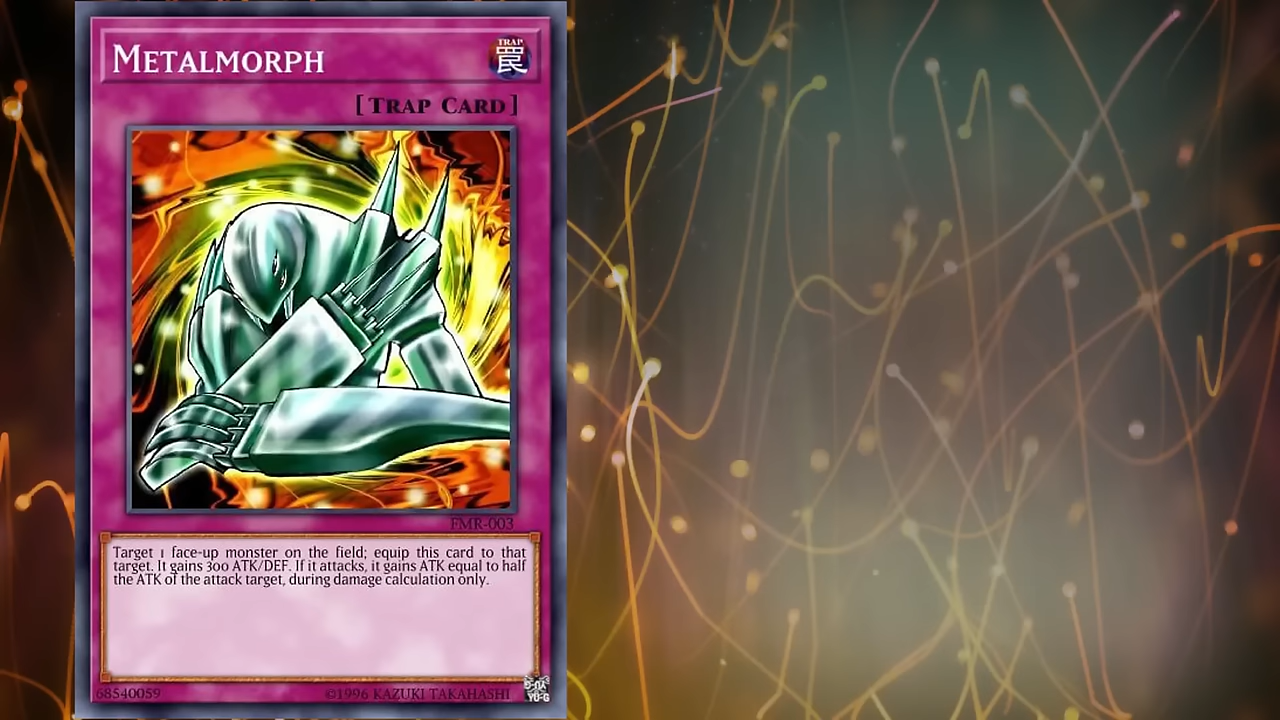 METALMORPH
TRAP
罠
[TRAP CARD]
FMR-003
Target 1 face-up monster on the field; equip this card to that
target. It gains 300 ATK/DEF. If it attacks, it gains ATK equal to half
the ATK of the attack target, during damage calculation only.
68540059
©1996 KAZUKI TAKAHASHI